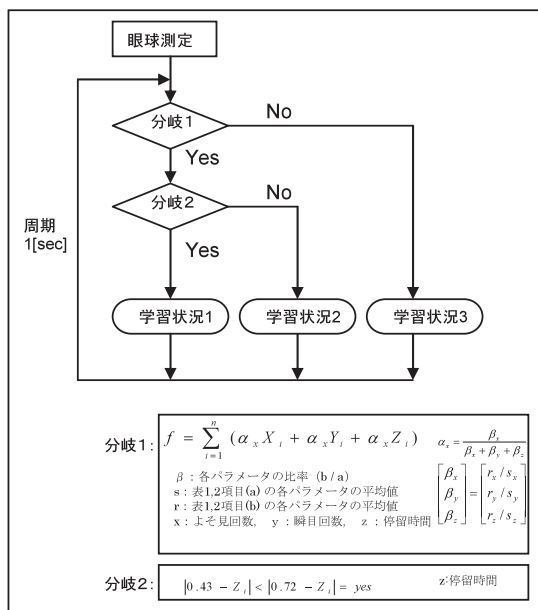 眼球測定
分岐1
No
Yes
分岐2
No
周期
1[sec]
Yes
学習状況1
学習状況2
学習状況3
分岐1:
f = \sum_{i=1}^{n} (α_x X_i + α_x Y_i + α_x Z_i)
α_x = β_x / (β_x + β_y + β_z)
β:各パラメータの比率 (b / a)
s:表1,2項目(a) の各パラメータの平均値
r:表1,2項目(b) の各パラメータの平均値
x:よそ見回数, y:瞬目回数, z:停留時間
[β_x β_y β_z] = [r_x / s_x r_y / s_y r_z / s_z]
分岐2:
|0.43 − Z_i| < |0.72 − Z_i| = yes
z:停留時間